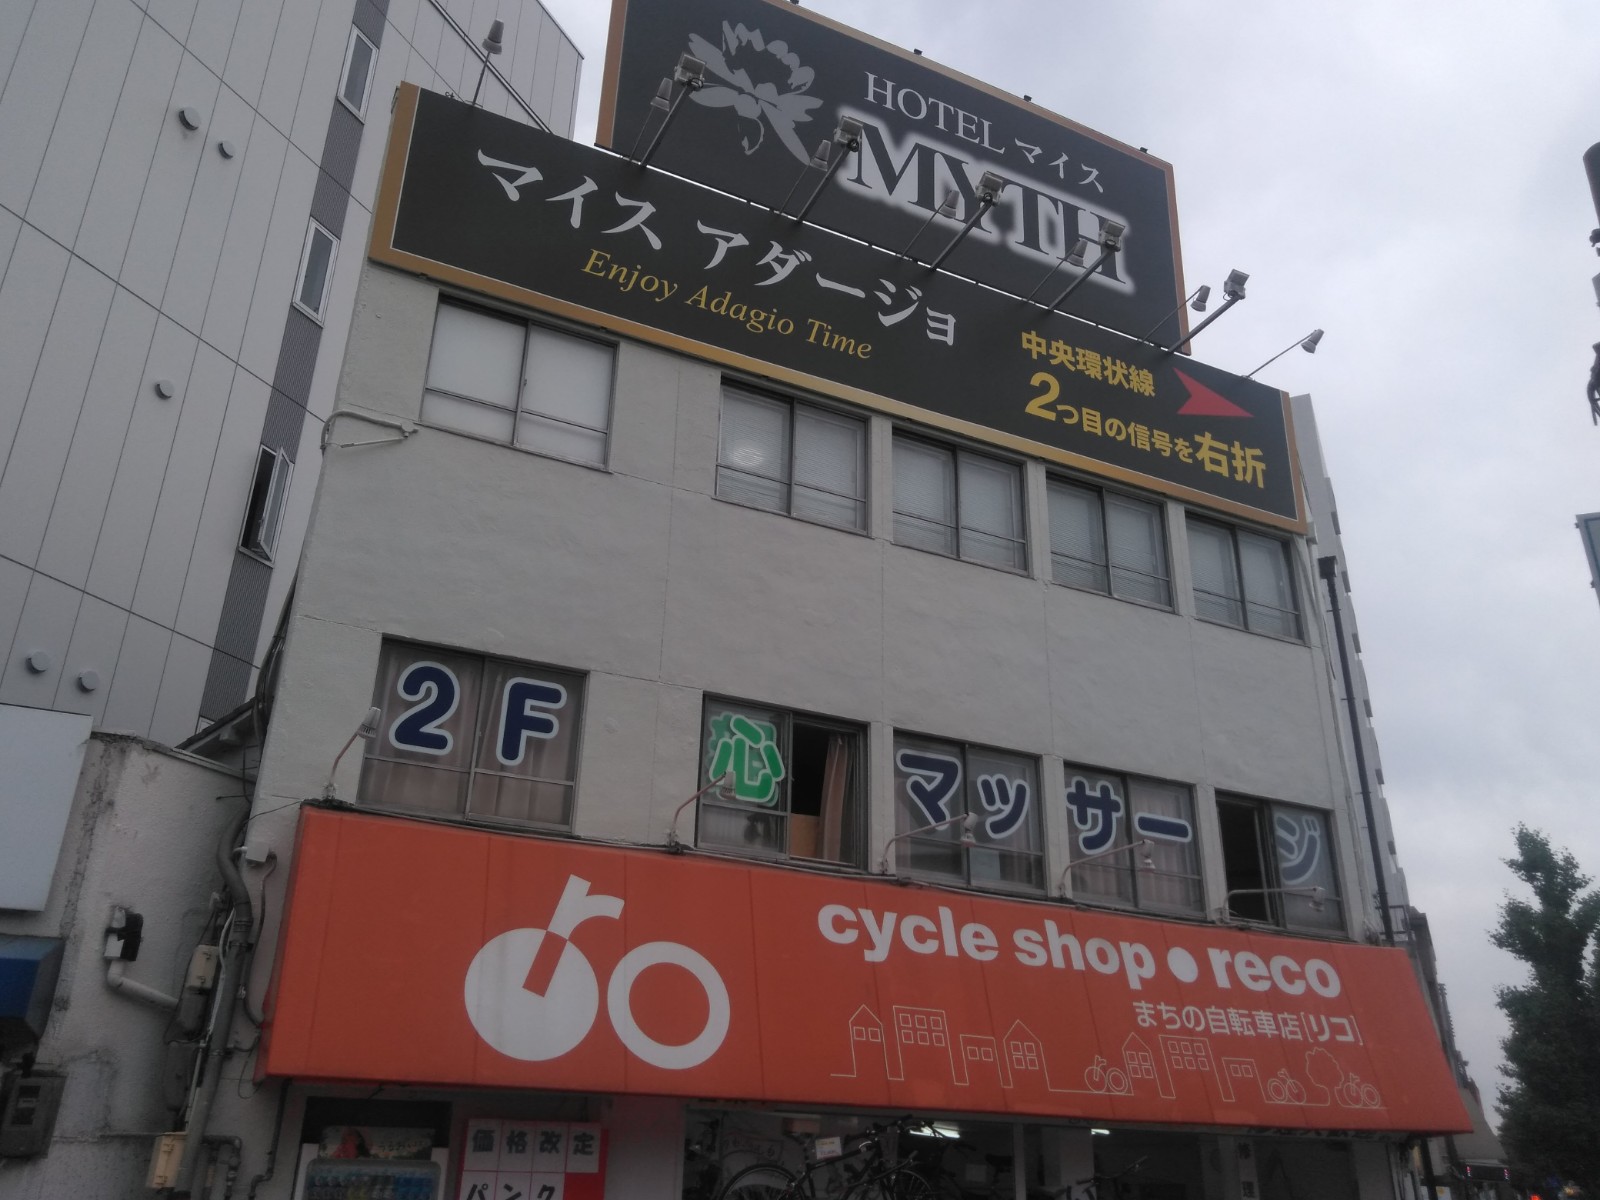 HOTEL マイス
MYTH
マイス アダージョ
Enjoy Adagio Time
中央環状線
2つ目の信号を右折
2F 心 マッサージ
ro
cycle shop●reco
まちの自転車店[リコ]
価格改定
パンク